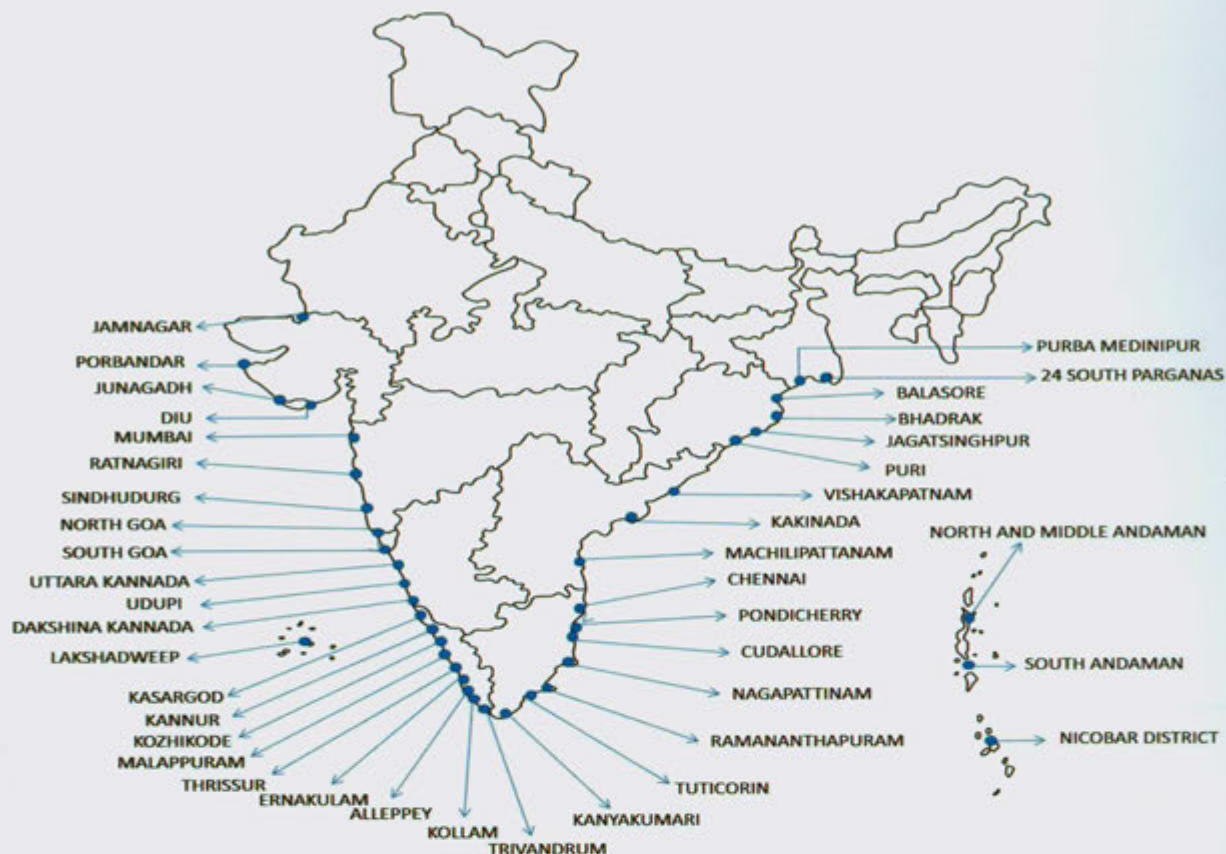 JAMNAGAR
PORBANDAR
JUNAGADH
DIU
MUMBAI
RATNAGIRI
SINDHUDURG
NORTH GOA
SOUTH GOA
UTTARA KANNADA
UDUPI
DAKSHINA KANNADA
LAKSHADWEEP
KASARGOD
KANNUR
KOZHIKODE
MALAPPURAM
THRISSUR
ERNAKULAM
ALLEPPEY
KOLLAM
TRIVANDRUM
KANYAKUMARI
TUTICORIN
RAMANANTHAPURAM
NAGAPATTINAM
CUDALLORE
PONDICHERRY
CHENNAI
MACHILIPATTANAM
KAKINADA
VISHAKAPATNAM
PURI
JAGATSINGHPUR
BHADRAK
BALASORE
24 SOUTH PARGANAS
PURBA MEDINIPUR
NORTH AND MIDDLE ANDAMAN
SOUTH ANDAMAN
NICOBAR DISTRICT